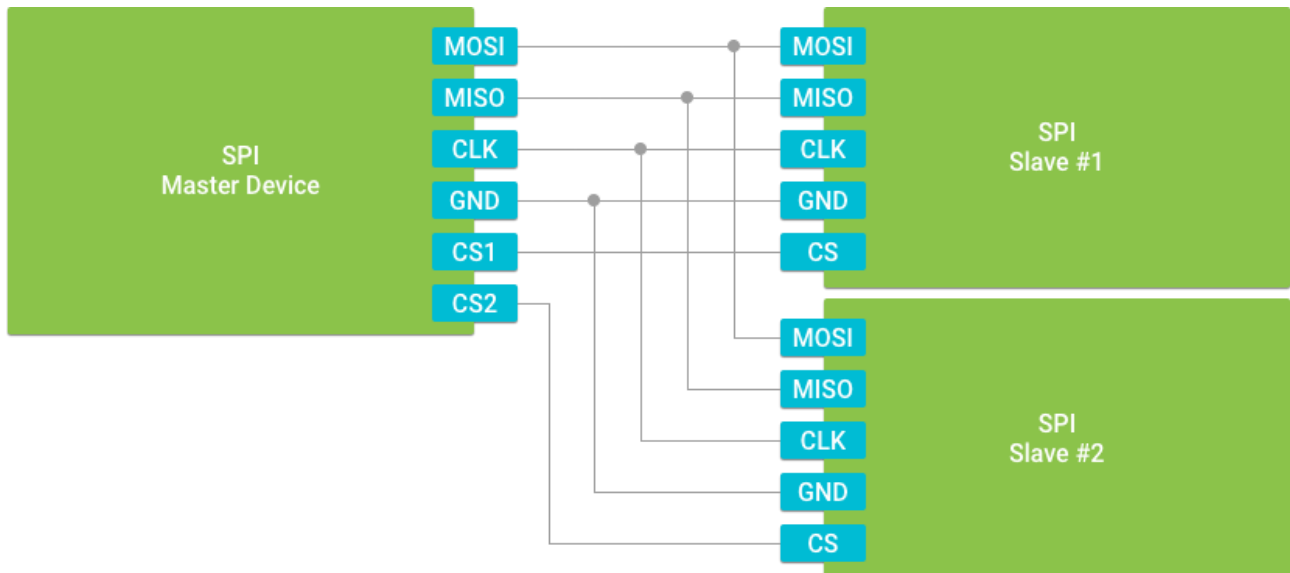 SPI
Master Device
MOSI
MISO
CLK
GND
CS1
CS2
MOSI
MISO
CLK
GND
CS
SPI
Slave #1
MOSI
MISO
CLK
GND
CS
SPI
Slave #2